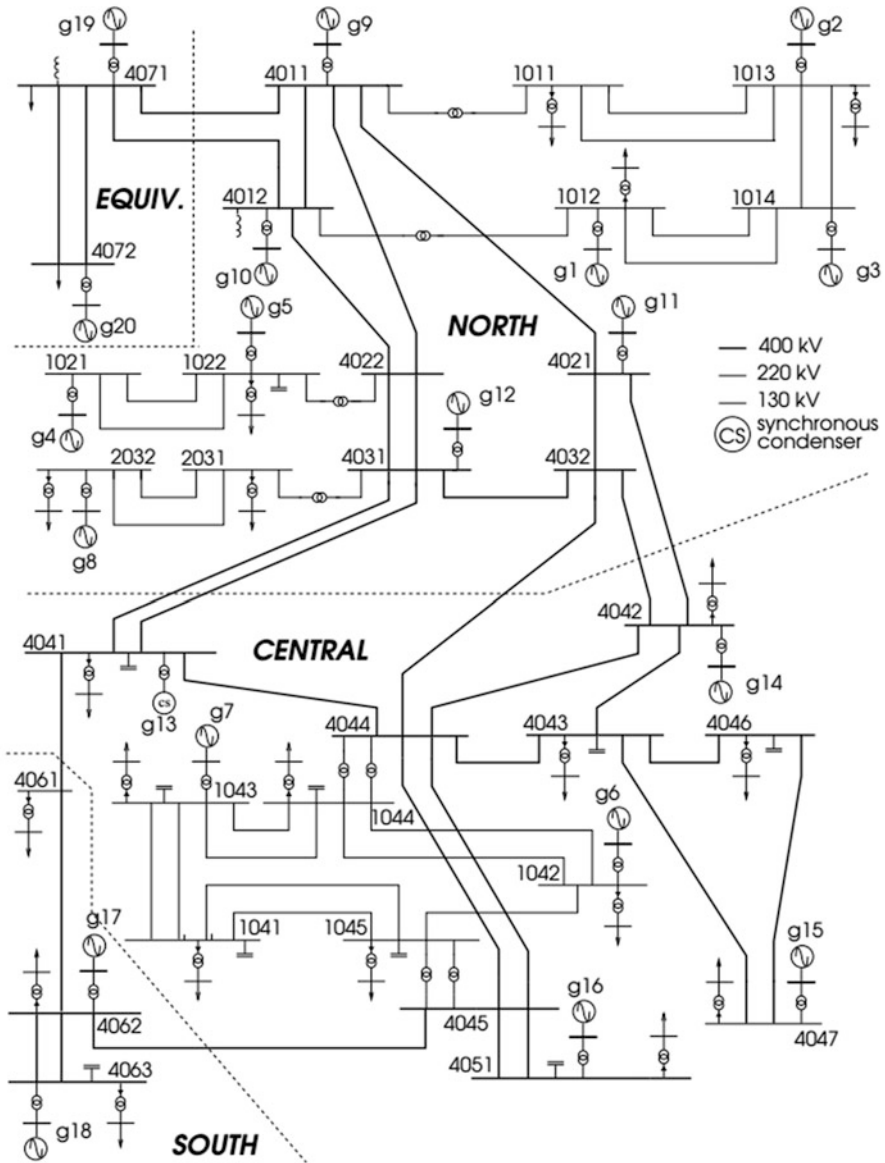 g19
g9
g2
4071
4011
1011
1013
EQUIV.
4012
1012
1014
4072
g10
g1
g3
g20
g5
NORTH
g11
1021
1022
4022
4021
400 kV
220 kV
130 kV
CS
synchronous
condenser
g12
g4
2032
2031
4031
4032
g8
4042
4041
CENTRAL
cs
g13
g14
g7
4044
4043
4046
4061
1043
1044
g6
1042
g17
1041
1045
g15
g16
4062
4045
4047
4063
4051
g18
SOUTH